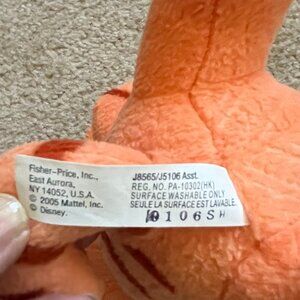 Fisher-Price, Inc.,
East Aurora,
NY 14052, U.S.A.
© 2005 Mattel, Inc.
© Disney.
J8565/J5106 Asst.
REG. NO. PA-10302(HK)
SURFACE WASHABLE ONLY
SEULE LA SURFACE EST LAVABLE.
0106SH